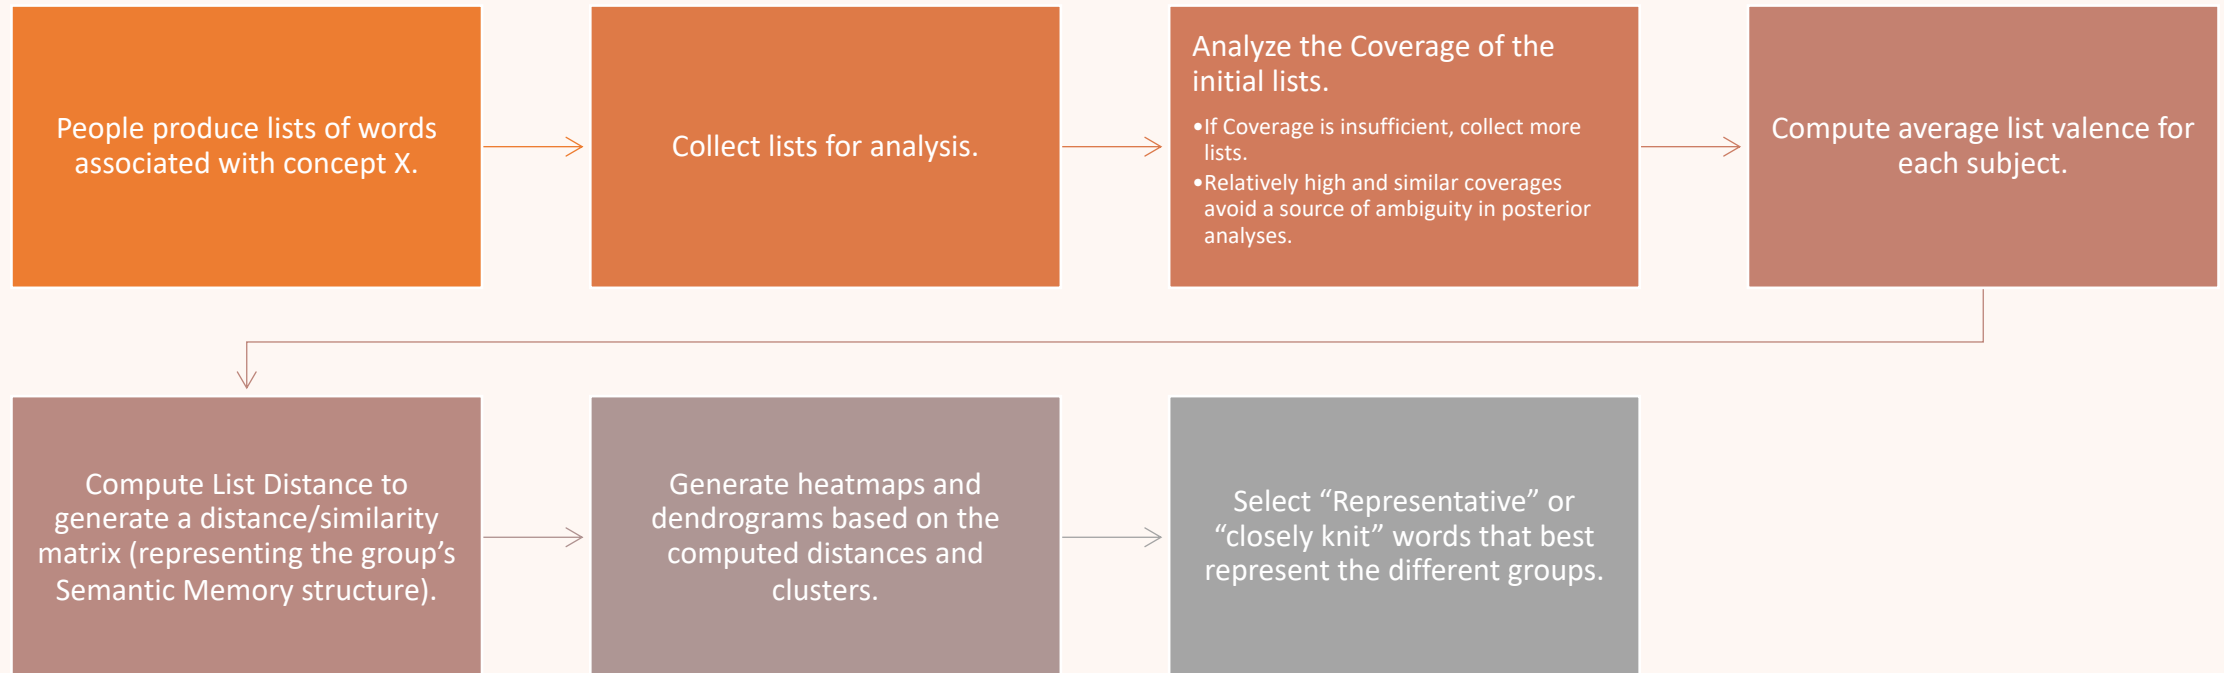 People produce lists of words
associated with concept X.
Collect lists for analysis.
Analyze the Coverage of the
initial lists.
•If Coverage is insufficient, collect more
lists.
•Relatively high and similar coverages
avoid a source of ambiguity in posterior
analyses.
Compute average list valence for
each subject.
Compute List Distance to
generate a distance/similarity
matrix (representing the group’s
Semantic Memory structure).
Generate heatmaps and
dendrograms based on the
computed distances and
clusters.
Select “Representative” or
“closely knit” words that best
represent the different groups.